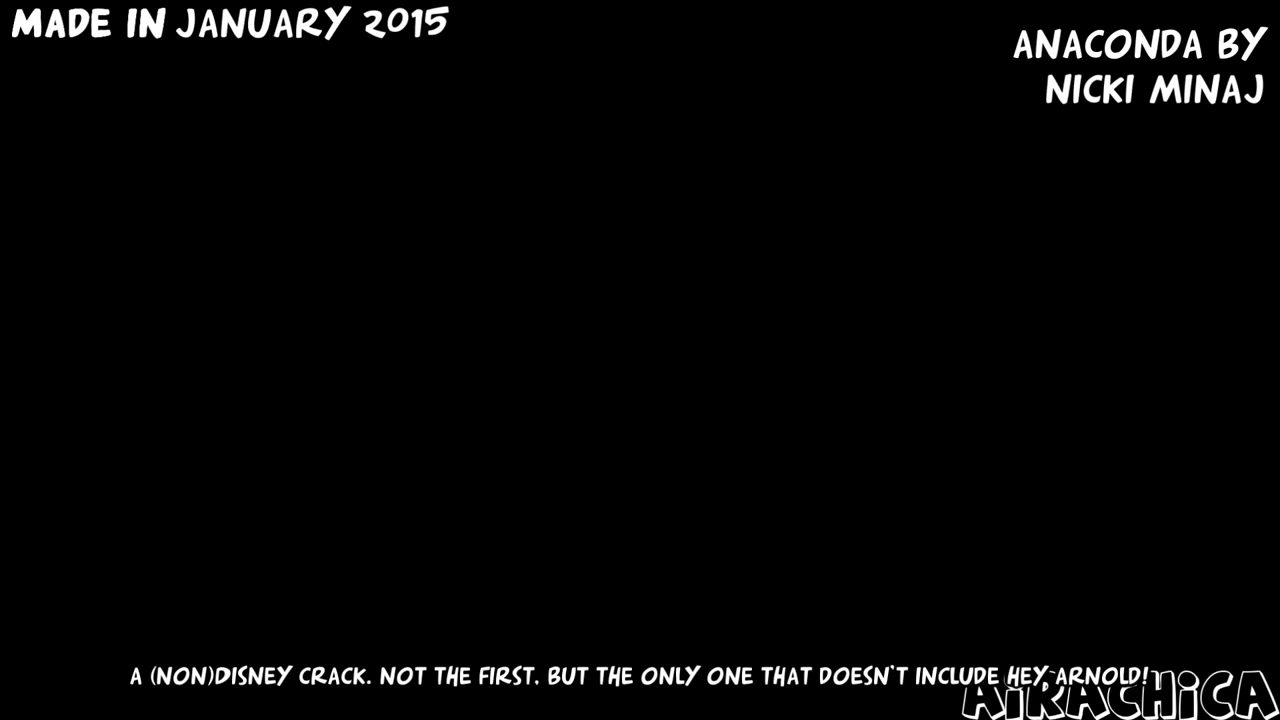 MADE IN JANUARY 2015
ANACONDA BY
NICKI MINAJ
A (NON)DISNEY CRACK. NOT THE FIRST, BUT THE ONLY ONE THAT DOESN'T INCLUDE HEY ARNOLD!
AiRACHiCA